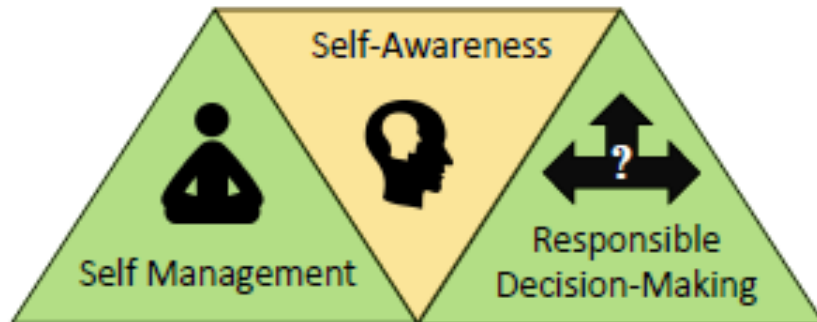 Self-Awareness
?
Self Management
Responsible
Decision-Making